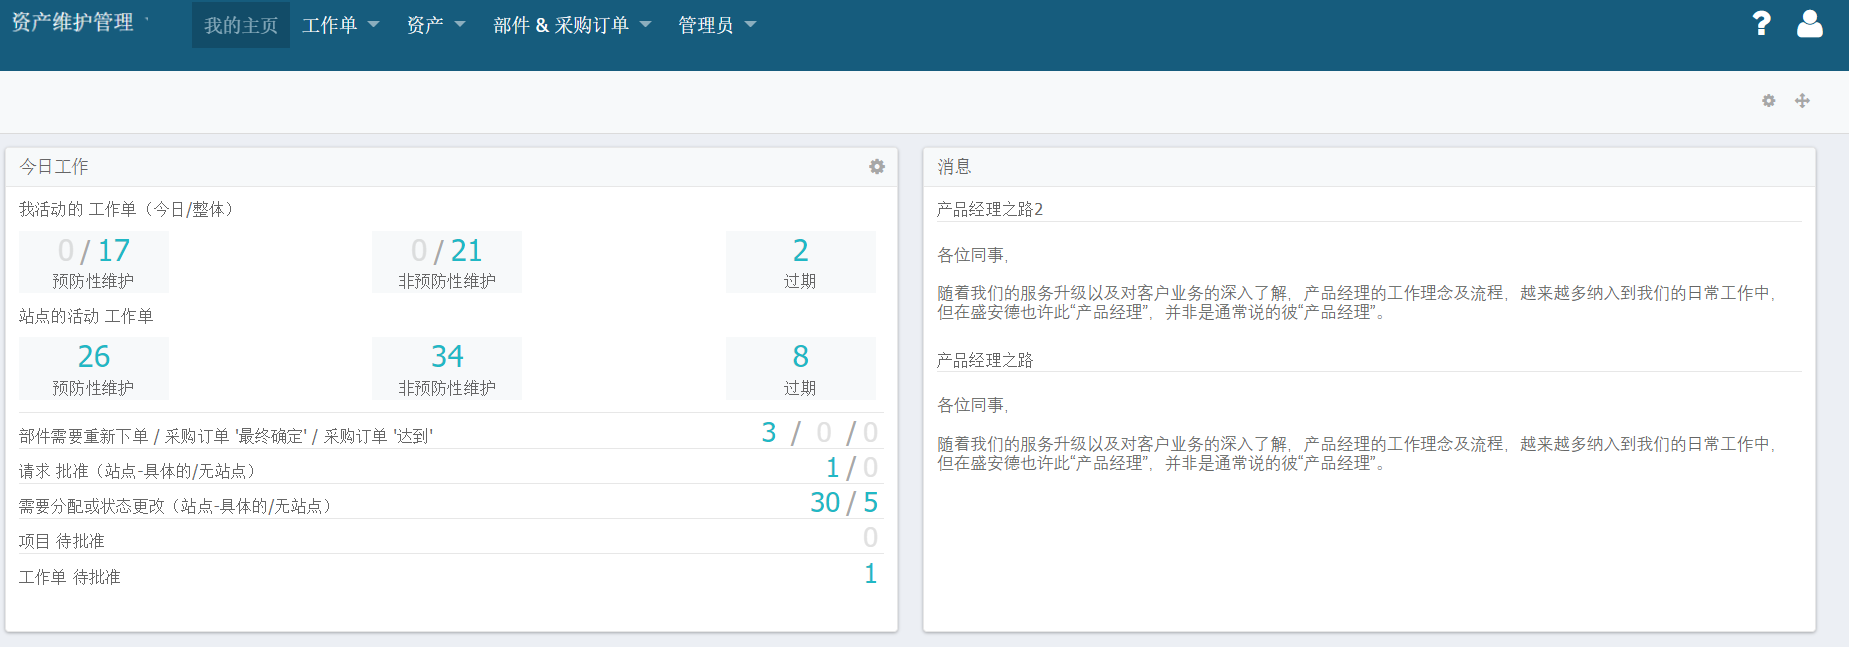 资产维护管理 我的主页 工作单 资产 部件 & 采购订单 管理员 ?
今日工作
我活动的 工作单（今日/整体）
0 / 17 0 / 21 2
预防性维护 非预防性维护 过期
站点的活动 工作单
26 34 8
预防性维护 非预防性维护 过期
部件需要重新下单 / 采购订单 '最终确定' / 采购订单 '达到' 3 / 0 / 0
请求 批准（站点-具体的/无站点） 1 / 0
需要分配或状态更改（站点-具体的/无站点） 30 / 5
项目 待批准 0
工作单 待批准 1
消息
产品经理之路2
各位同事，
随着我们的服务升级以及对客户业务的深入了解，产品经理的工作理念及流程，越来越多纳入到我们的日常工作中，
但在盛安德也许此“产品经理”，并非是通常说的彼“产品经理”。
产品经理之路
各位同事，
随着我们的服务升级以及对客户业务的深入了解，产品经理的工作理念及流程，越来越多纳入到我们的日常工作中，
但在盛安德也许此“产品经理”，并非是通常说的彼“产品经理”。